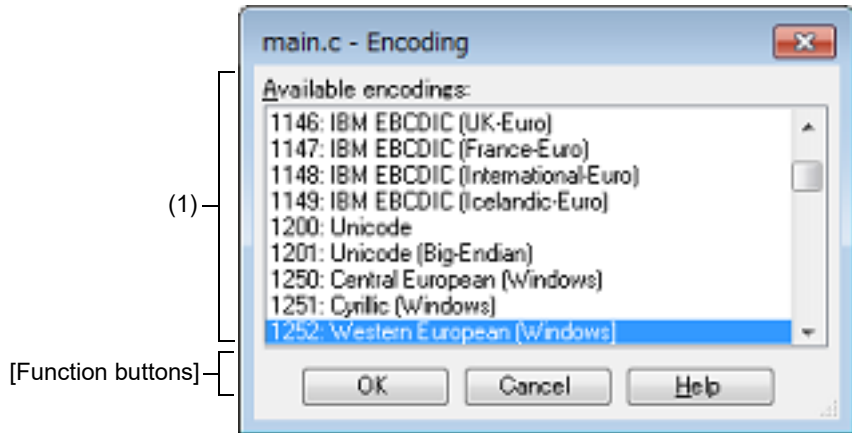 main.c - Encoding
Available encodings:
1146: IBM EBCDIC (UK-Euro)
1147: IBM EBCDIC (France-Euro)
1148: IBM EBCDIC (International-Euro)
1149: IBM EBCDIC (Icelandic-Euro)
1200: Unicode
1201: Unicode (Big-Endian)
1250: Central European (Windows)
1251: Cyrillic (Windows)
1252: Western European (Windows)
(1)
[Function buttons]
OK Cancel Help